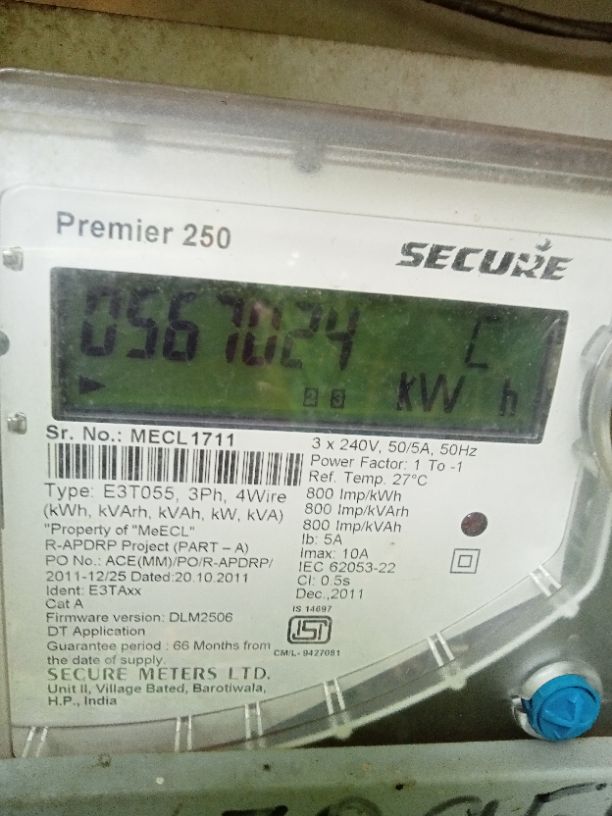 Premier 250
SECURE
0567024 C
2 3 kW h
Sr. No.: MECL1711
Type: E3T055, 3Ph, 4Wire
(kWh, kVArh, kVAh, kW, kVA)
"Property of "MeECL"
R-APDRP Project (PART – A)
PO No.: ACE(MM)/PO/R-APDRP/
2011-12/25 Dated:20.10.2011
Ident: E3TAxx
Cat A
Firmware version: DLM2506
DT Application
Guarantee period : 66 Months from
the date of supply.
SECURE METERS LTD.
Unit II, Village Bated, Barotiwala,
H.P., India
3 x 240V, 50/5A, 50Hz
Power Factor: 1 To -1
Ref. Temp. 27°C
800 Imp/kWh
800 Imp/kVArh
800 Imp/kVAh
Ib: 5A
Imax: 10A
IEC 62053-22
Cl: 0.5s
Dec.,2011
IS 14697
ISI
CM/L- 9427081